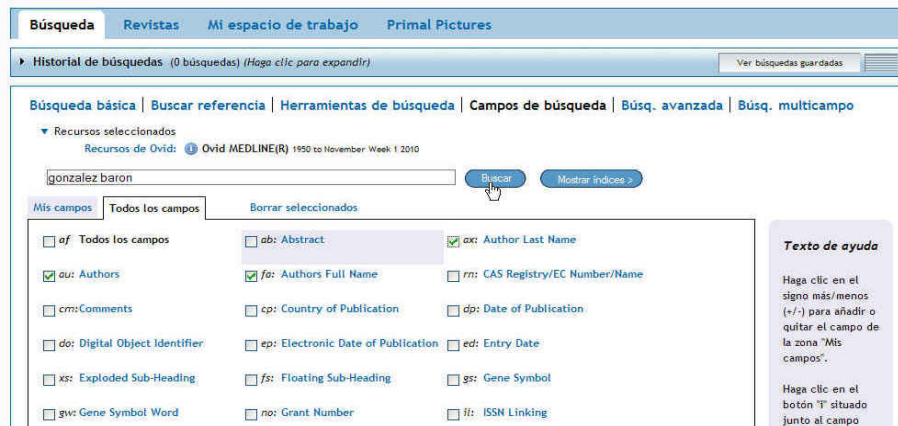 Búsqueda Revistas Mi espacio de trabajo Primal Pictures
Historial de búsquedas (0 búsquedas) (Haga clic para expandir) Ver búsquedas guardadas
Búsqueda básica | Buscar referencia | Herramientas de búsqueda | Campos de búsqueda | Búsq. avanzada | Búsq. multicampo
Recursos seleccionados
Recursos de Ovid: Ovid MEDLINE(R) 1950 to November Week 1 2010
gonzalez baron Buscar Mostrar índices >
Mis campos Todos los campos Borrar seleccionados
af Todos los campos ab: Abstract ax: Author Last Name
au: Authors fa: Authors Full Name rn: CAS Registry/EC Number/Name
cm:Comments cp: Country of Publication dp: Date of Publication
do: Digital Object Identifier ep: Electronic Date of Publication ed: Entry Date
xs: Exploded Sub-Heading fs: Floating Sub-Heading gs: Gene Symbol
gw: Gene Symbol Word no: Grant Number il: ISSN Linking
Texto de ayuda
Haga clic en el
signo más/menos
(+/-) para añadir o
quitar el campo de
la zona "Mis
campos".
Haga clic en el
botón "i" situado
junto al campo